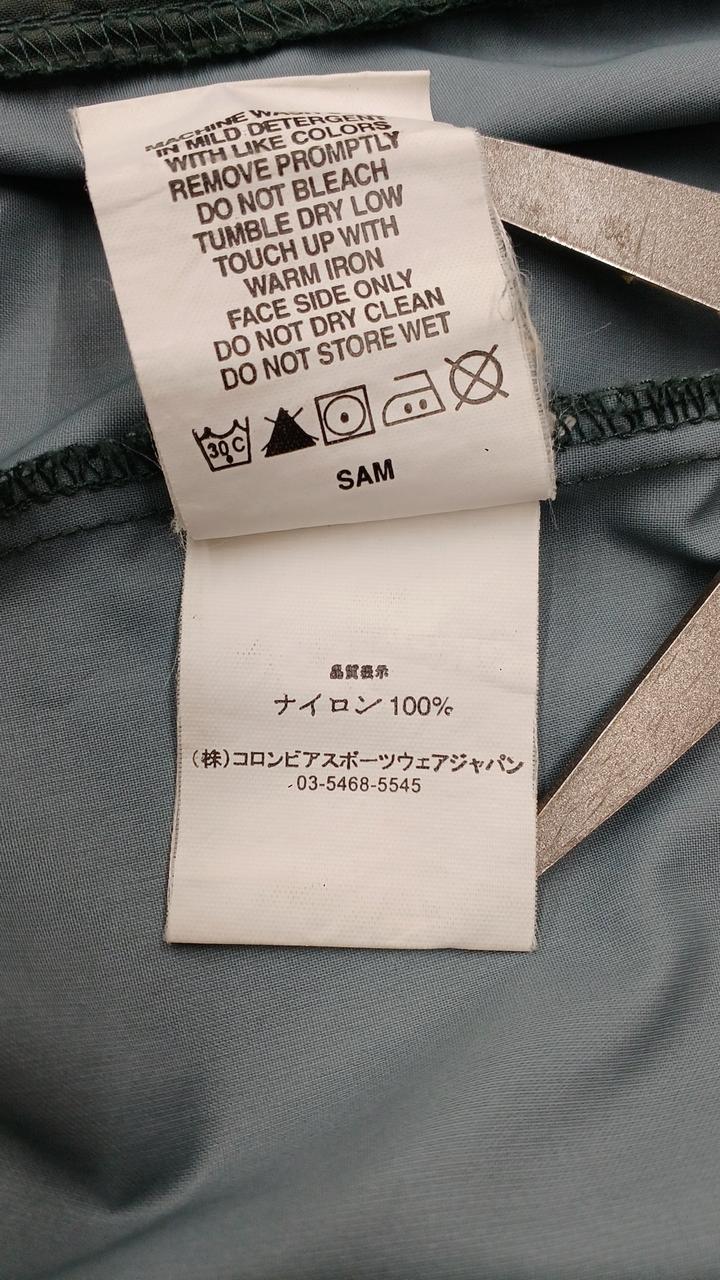 MACHINE WASH
IN MILD DETERGENT
WITH LIKE COLORS
REMOVE PROMPTLY
DO NOT BLEACH
TUMBLE DRY LOW
TOUCH UP WITH
WARM IRON
FACE SIDE ONLY
DO NOT DRY CLEAN
DO NOT STORE WET
30 C
SAM
品質表示
ナイロン 100%
(株)コロンビアスポーツウェアジャパン
03-5468-5545